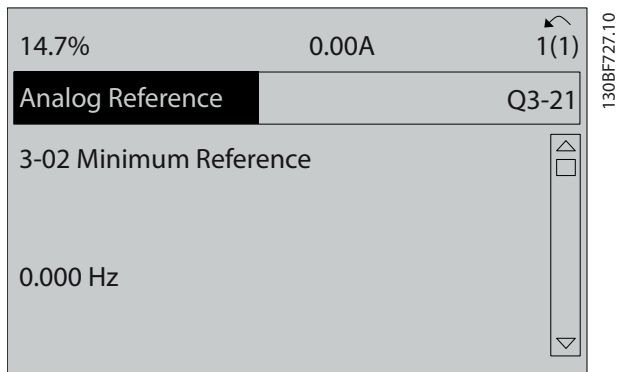 14.7% 0.00A 1(1)
Analog Reference Q3-21
3-02 Minimum Reference
0.000 Hz
130BF727.10